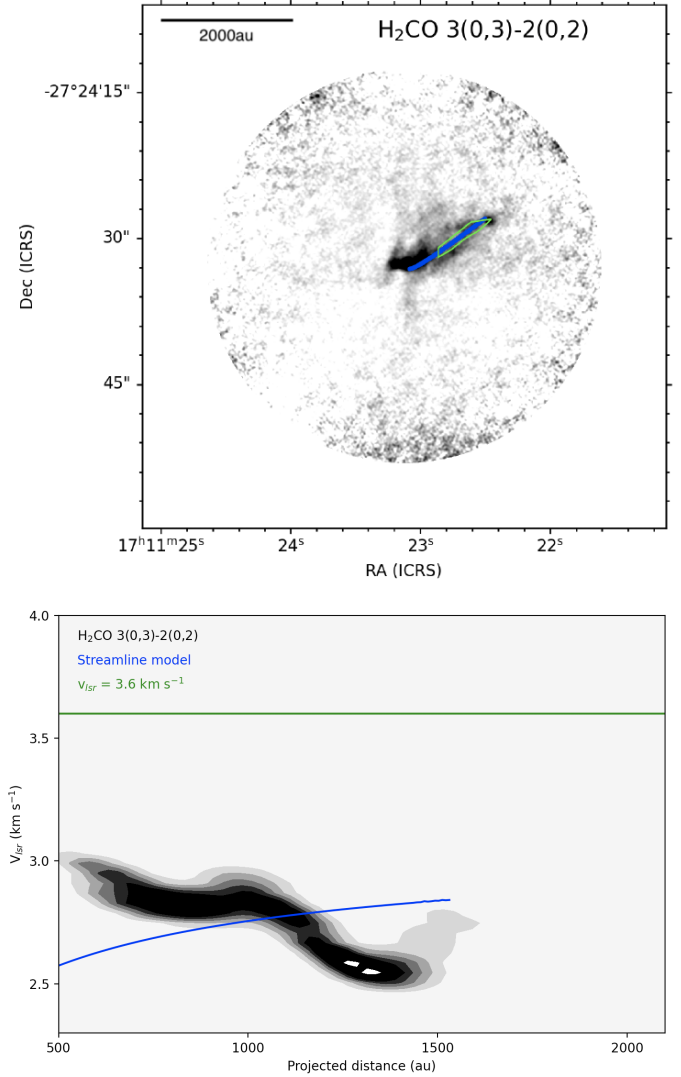 2000au
H₂CO 3(0,3)-2(0,2)
-27°24'15"
30"
45"
Dec (ICRS)
17ʰ11ᵐ25ˢ
24ˢ
23ˢ
22ˢ
RA (ICRS)
4.0
3.5
3.0
2.5
H₂CO 3(0,3)-2(0,2)
Streamline model
vₗₛᵣ = 3.6 km s⁻¹
Vₗₛᵣ (km s⁻¹)
500
1000
1500
2000
Projected distance (au)